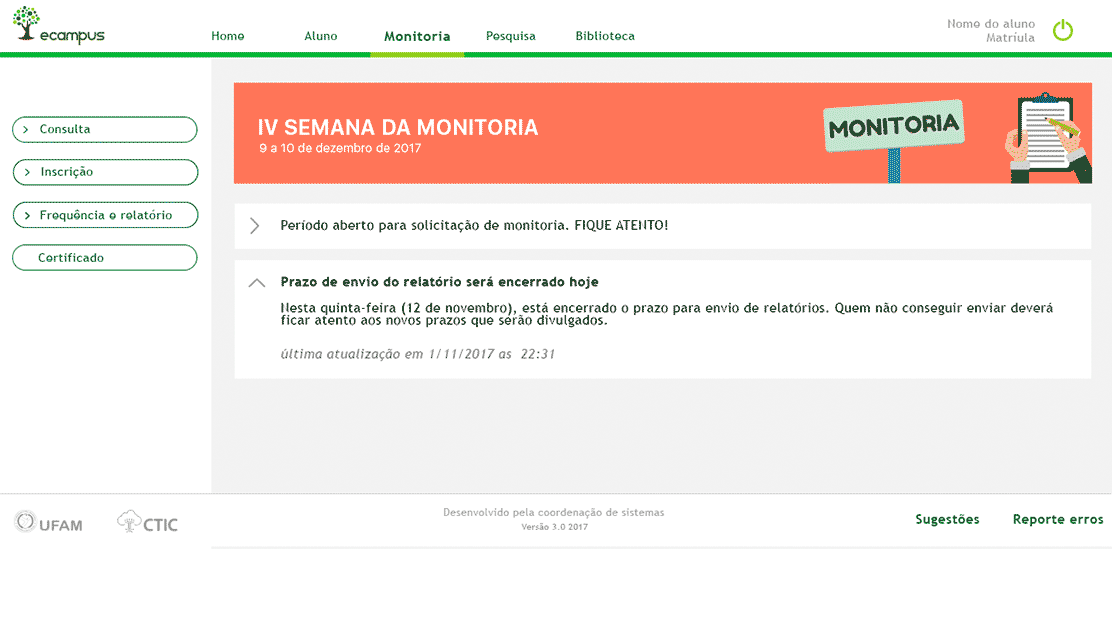 ecampus
Home
Aluno
Monitoria
Pesquisa
Biblioteca
Nome do aluno
Matríula
Consulta
Inscrição
Frequência e relatório
Certificado
IV SEMANA DA MONITORIA
9 a 10 de dezembro de 2017
MONITORIA
Período aberto para solicitação de monitoria. FIQUE ATENTO!
Prazo de envio do relatório será encerrado hoje
Nesta quinta-feira (12 de novembro), está encerrado o prazo para envio de relatórios. Quem não conseguir enviar deverá
ficar atento aos novos prazos que serão divulgados.
última atualização em 1/11/2017 as 22:31
UFAM
CTIC
Desenvolvido pela coordenação de sistemas
Versão 3.0 2017
Sugestões
Reporte erros